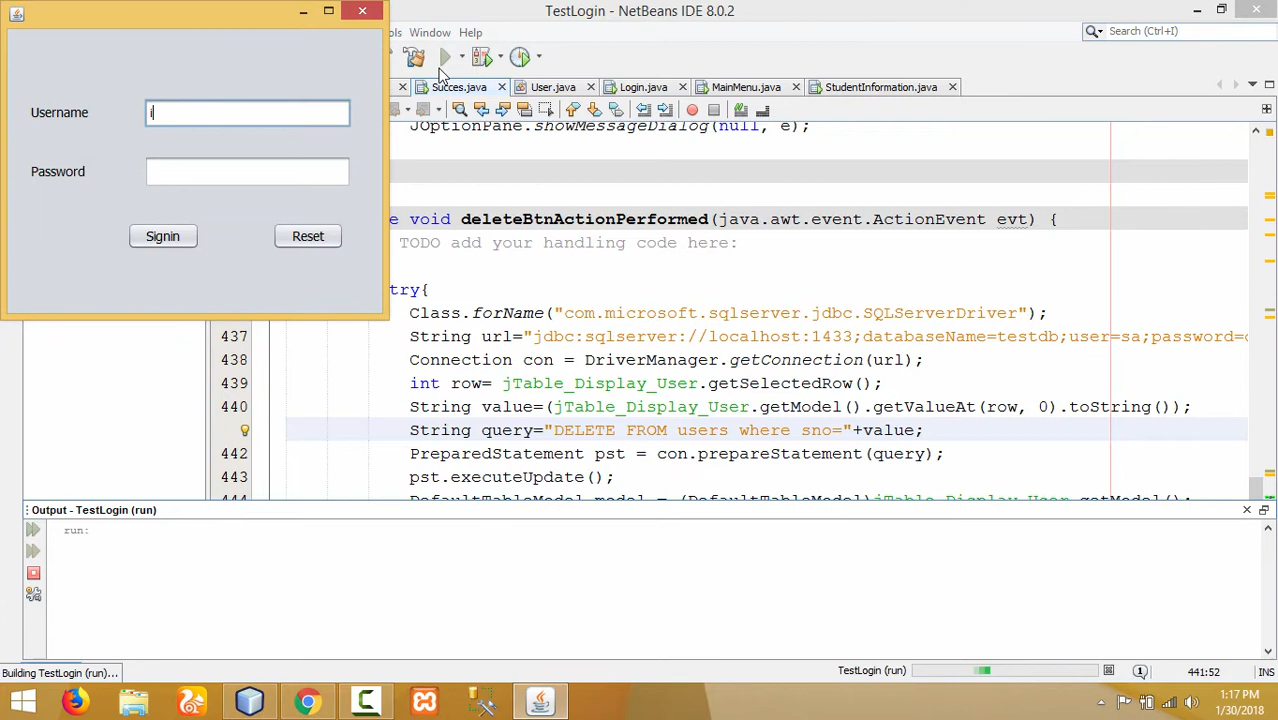 TestLogin - NetBeans IDE 8.0.2
Window Help
Search (Ctrl+I)
Succes.java User.java Login.java MainMenu.java StudentInformation.java
Username i
Password
Signin Reset
JOptionPane.showMessageDialog(null, e);
void deleteBtnActionPerformed(java.awt.event.ActionEvent evt) {
TODO add your handling code here:
try{
Class.forName("com.microsoft.sqlserver.jdbc.SQLServerDriver");
437 String url="jdbc:sqlserver://localhost:1433;databaseName=testdb;user=sa;password=
438 Connection con = DriverManager.getConnection(url);
439 int row= jTable_Display_User.getSelectedRow();
440 String value=(jTable_Display_User.getModel().getValueAt(row, 0).toString());
String query="DELETE FROM users where sno="+value;
442 PreparedStatement pst = con.prepareStatement(query);
443 pst.executeUpdate();
444 DefaultTableModel model = (DefaultTableModel)jTable_Display_User.getModel();
Output - TestLogin (run)
run:
Building TestLogin (run)...
TestLogin (run)
441:52
INS
1:17 PM
1/30/2018